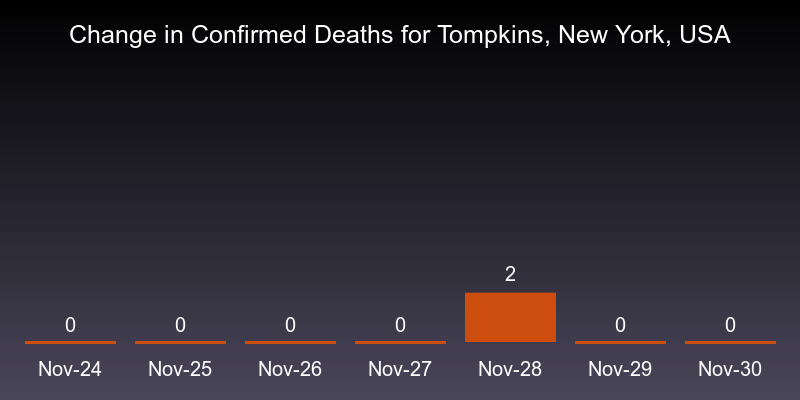 Change in Confirmed Deaths for Tompkins, New York, USA
2
0 0 0 0 0 0
Nov-24 Nov-25 Nov-26 Nov-27 Nov-28 Nov-29 Nov-30